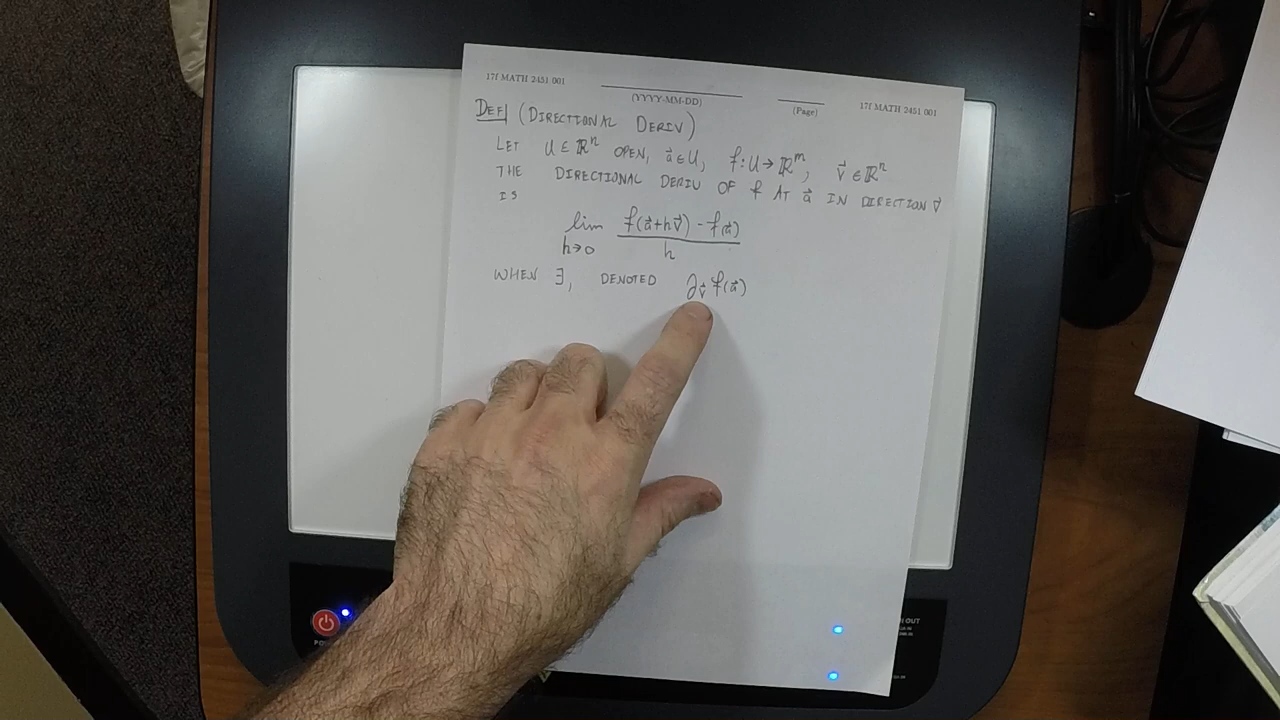 17f MATH 2451 001
(YYYY-MM-DD)
(Page)
17f MATH 2451 001
DEF (DIRECTIONAL DERIV)
LET U ∈ ℝⁿ OPEN, a⃗ ∈ U, f: U → ℝᵐ, v⃗ ∈ ℝⁿ
THE DIRECTIONAL DERIV OF f AT a⃗ IN DIRECTION v⃗
IS
lim h→0 f(a⃗+hv⃗) - f(a⃗) / h
WHEN ∃, DENOTED ∂v⃗ f(a⃗)